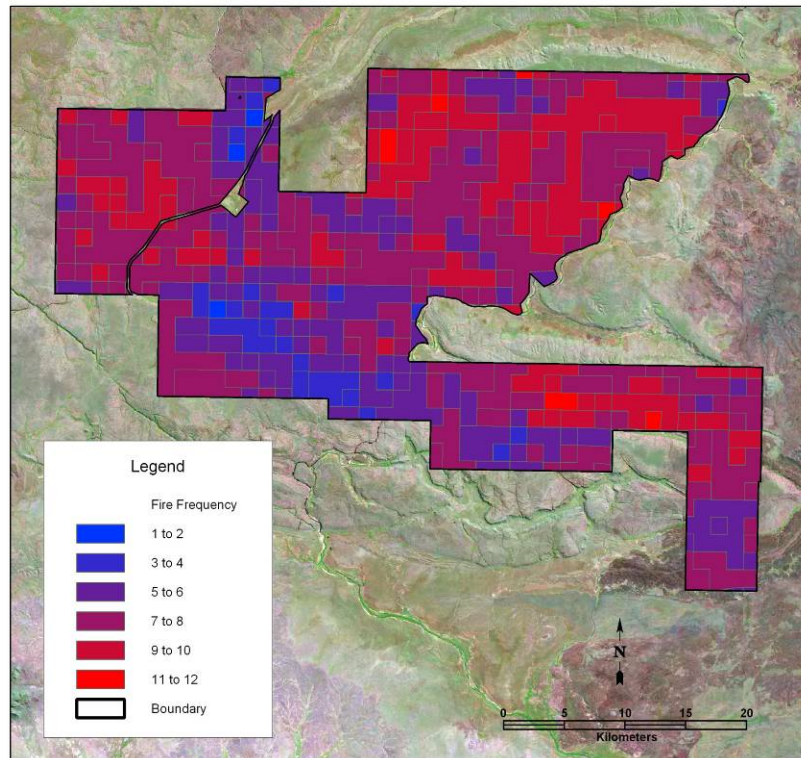 Legend
Fire Frequency
1 to 2
3 to 4
5 to 6
7 to 8
9 to 10
11 to 12
Boundary
N
0 5 10 15 20
Kilometers